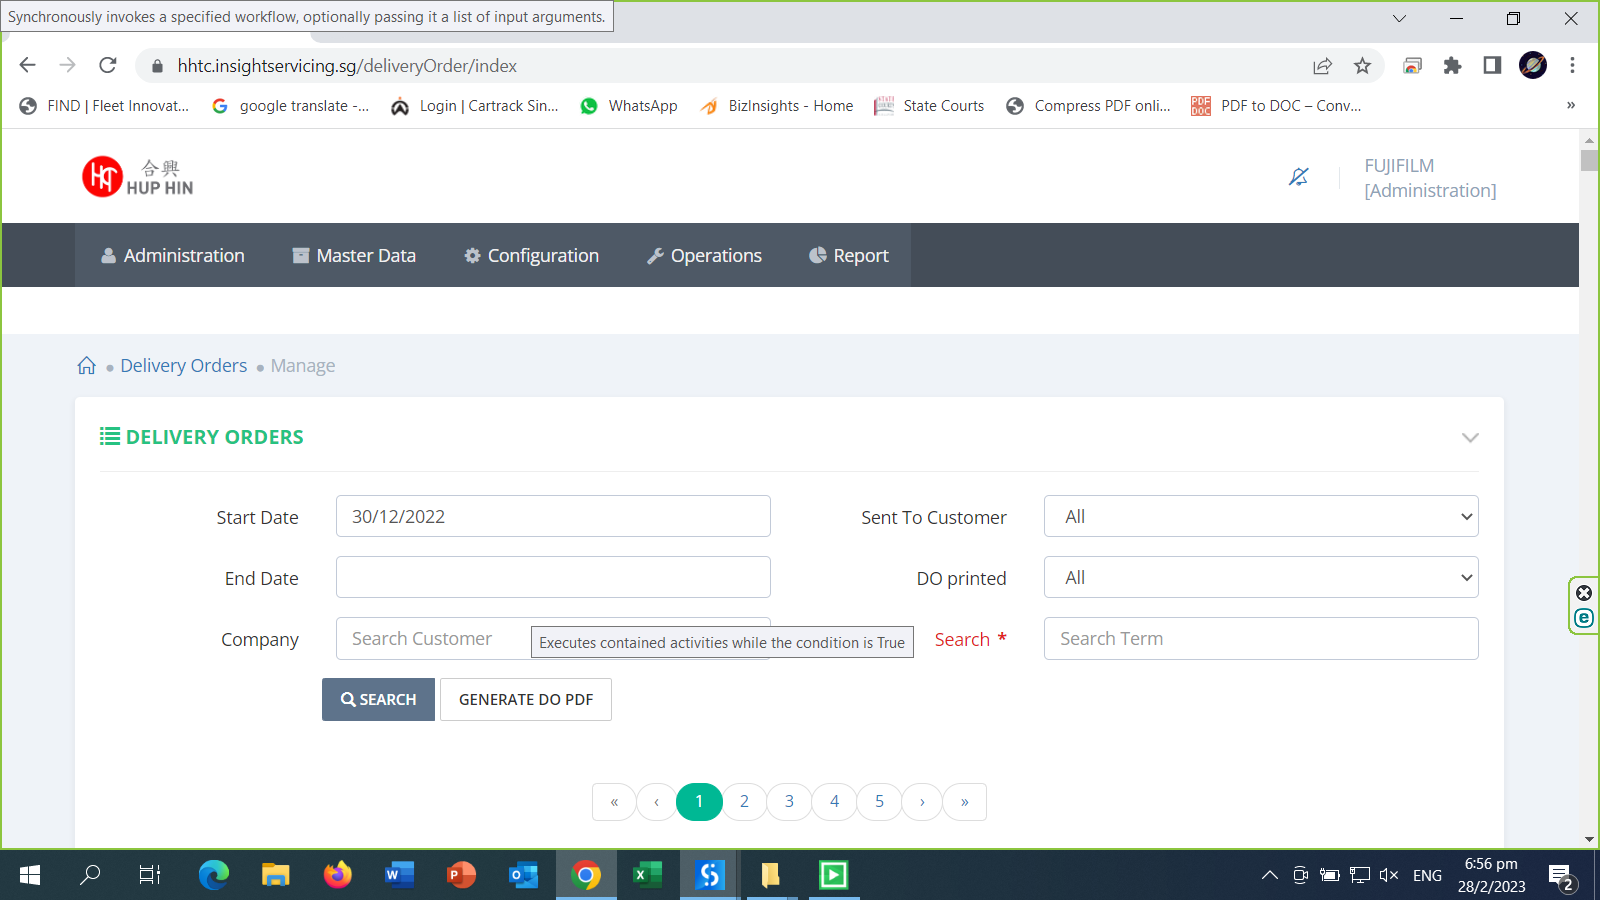 Synchronously invokes a specified workflow, optionally passing it a list of input arguments.
hhtc.insightservicing.sg/deliveryOrder/index
FIND | Fleet Innovat...
google translate -...
Login | Cartrack Sin...
WhatsApp
BizInsights - Home
State Courts
Compress PDF onli...
PDF to DOC – Conv...
»
HT 合興
HUP HIN
FUJIFILM
[Administration]
Administration
Master Data
Configuration
Operations
Report
Delivery Orders
Manage
DELIVERY ORDERS
Start Date
30/12/2022
Sent To Customer
All
End Date
DO printed
All
Company
Search Customer
Executes contained activities while the condition is True
Search *
Search Term
SEARCH
GENERATE DO PDF
« ‹ 1 2 3 4 5 › »
ENG
6:56 pm
28/2/2023
2